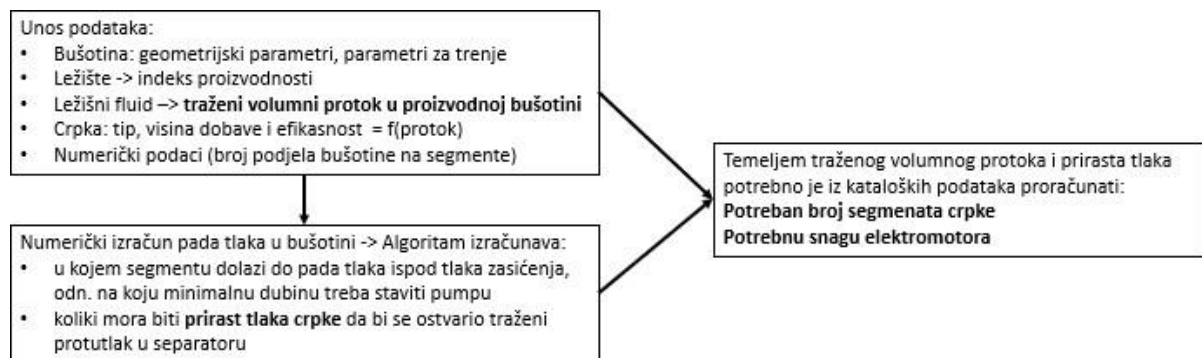 Unos podataka:
• Bušotina: geometrijski parametri, parametri za trenje
• Ležište -> indeks proizvodnosti
• Ležišni fluid –> traženi volumni protok u proizvodnoj bušotini
• Crpka: tip, visina dobave i efikasnost = f(protok)
• Numerički podaci (broj podjela bušotine na segmente)
Numerički izračun pada tlaka u bušotini -> Algoritam izračunava:
• u kojem segmentu dolazi do pada tlaka ispod tlaka zasićenja,
odn. na koju minimalnu dubinu treba staviti pumpu
• koliki mora biti prirast tlaka crpke da bi se ostvario traženi
protutlak u separatoru
Temeljem traženog volumnog protoka i prirasta tlaka
potrebno je iz kataloških podataka proračunati:
Potreban broj segmenata crpke
Potrebnu snagu elektromotora